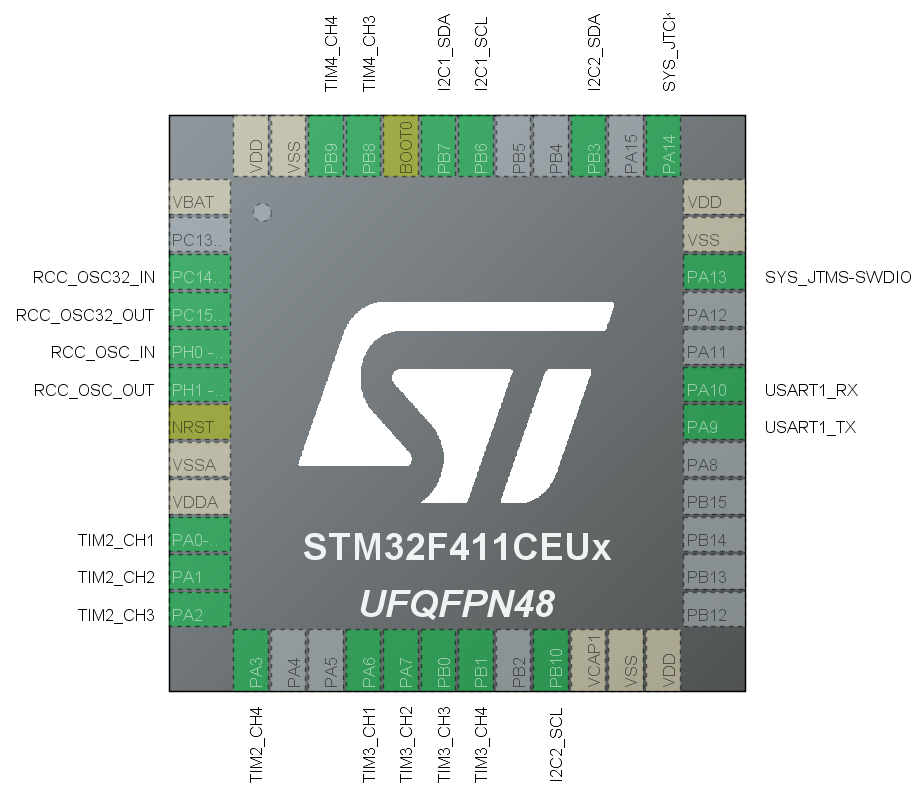 TIM4_CH4
TIM4_CH3
I2C1_SDA
I2C1_SCL
I2C2_SDA
SYS_JTCK
VDD
VSS
PB9
PB8
BOOT0
PB7
PB6
PB5
PB4
PB3
PA15
PA14
VBAT
PC13..
RCC_OSC32_IN PC14..
RCC_OSC32_OUT PC15..
RCC_OSC_IN PH0 -..
RCC_OSC_OUT PH1 -..
NRST
VSSA
VDDA
TIM2_CH1 PA0-..
TIM2_CH2 PA1
TIM2_CH3 PA2
VDD
VSS
PA13 SYS_JTMS-SWDIO
PA12
PA11
PA10 USART1_RX
PA9 USART1_TX
PA8
PB15
PB14
PB13
PB12
ST
STM32F411CEUx
UFQFPN48
PA3
PA4
PA5
PA6
PA7
PB0
PB1
PB2
PB10
VCAP1
VSS
VDD
TIM2_CH4
TIM3_CH1
TIM3_CH2
TIM3_CH3
TIM3_CH4
I2C2_SCL